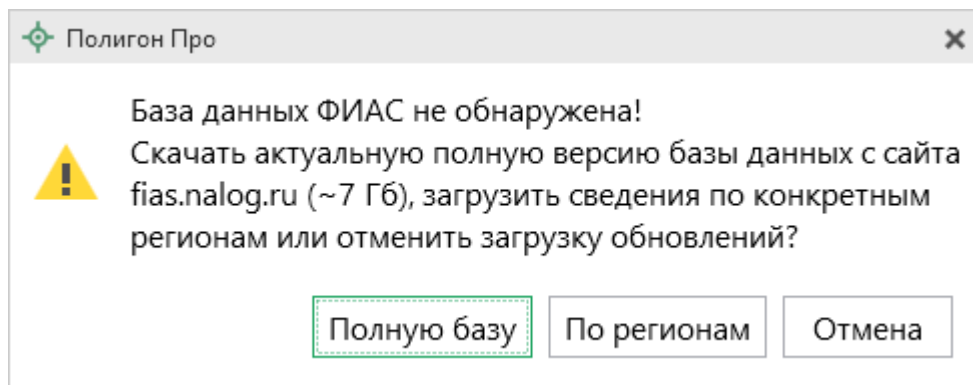 Полигон Про
База данных ФИАС не обнаружена!
Скачать актуальную полную версию базы данных с сайта
fias.nalog.ru (~7 Гб), загрузить сведения по конкретным
регионам или отменить загрузку обновлений?
Полную базу По регионам Отмена